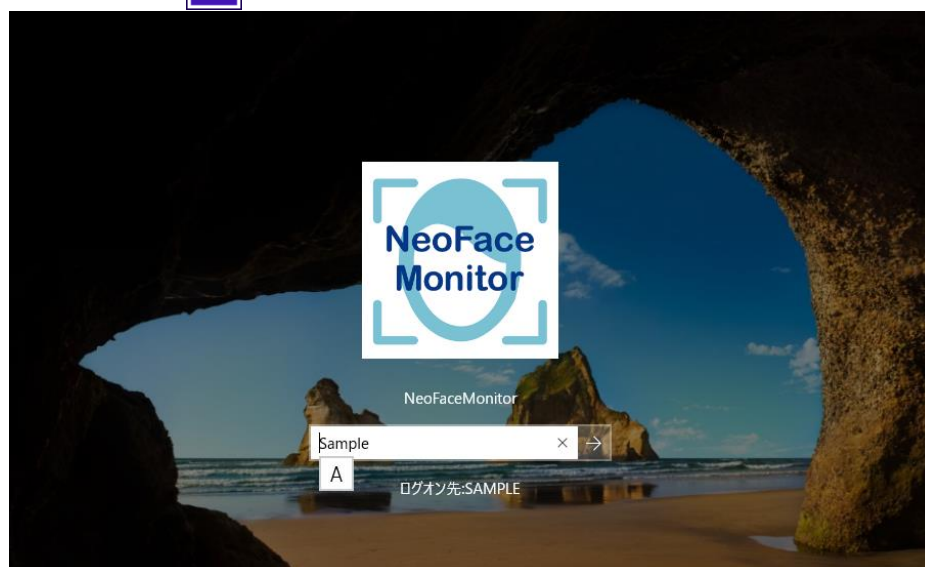 NeoFace
Monitor
NeoFaceMonitor
Sample
A
ログオン先:SAMPLE